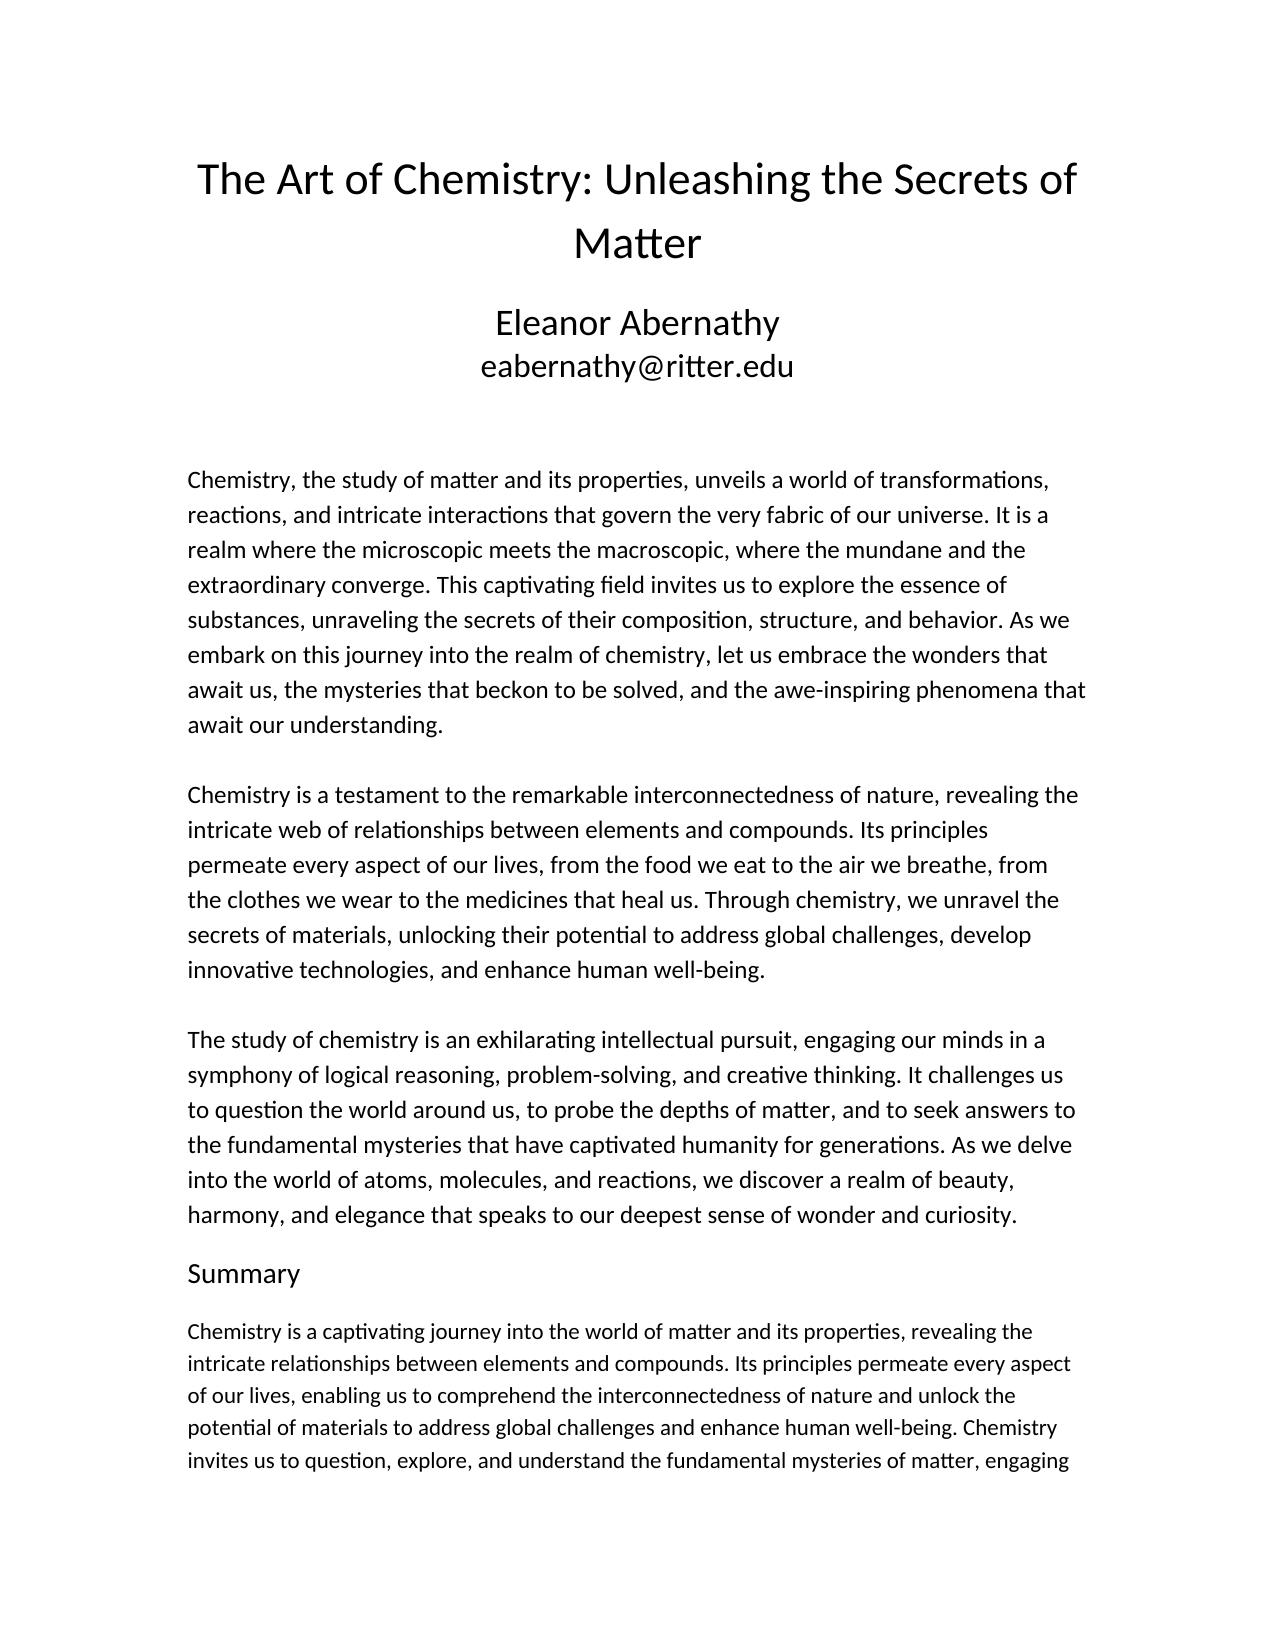 The Art of Chemistry: Unleashing the Secrets of
Matter
Eleanor Abernathy
eabernathy@ritter.edu
Chemistry, the study of matter and its properties, unveils a world of transformations,
reactions, and intricate interactions that govern the very fabric of our universe. It is a
realm where the microscopic meets the macroscopic, where the mundane and the
extraordinary converge. This captivating field invites us to explore the essence of
substances, unraveling the secrets of their composition, structure, and behavior. As we
embark on this journey into the realm of chemistry, let us embrace the wonders that
await us, the mysteries that beckon to be solved, and the awe-inspiring phenomena that
await our understanding.
Chemistry is a testament to the remarkable interconnectedness of nature, revealing the
intricate web of relationships between elements and compounds. Its principles
permeate every aspect of our lives, from the food we eat to the air we breathe, from
the clothes we wear to the medicines that heal us. Through chemistry, we unravel the
secrets of materials, unlocking their potential to address global challenges, develop
innovative technologies, and enhance human well-being.
The study of chemistry is an exhilarating intellectual pursuit, engaging our minds in a
symphony of logical reasoning, problem-solving, and creative thinking. It challenges us
to question the world around us, to probe the depths of matter, and to seek answers to
the fundamental mysteries that have captivated humanity for generations. As we delve
into the world of atoms, molecules, and reactions, we discover a realm of beauty,
harmony, and elegance that speaks to our deepest sense of wonder and curiosity.
Summary
Chemistry is a captivating journey into the world of matter and its properties, revealing the
intricate relationships between elements and compounds. Its principles permeate every aspect
of our lives, enabling us to comprehend the interconnectedness of nature and unlock the
potential of materials to address global challenges and enhance human well-being. Chemistry
invites us to question, explore, and understand the fundamental mysteries of matter, engaging